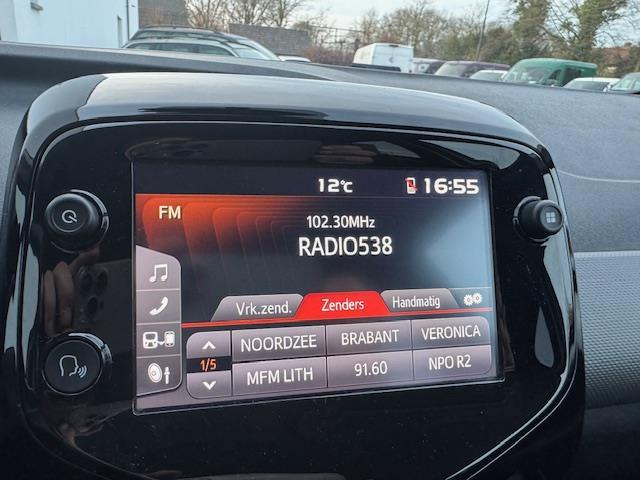 12°C 16:55
FM
102.30MHz
RADIO538
Vrk.zend. Zenders Handmatig
NOORDZEE BRABANT VERONICA
1/5
MFM LITH 91.60 NPO R2